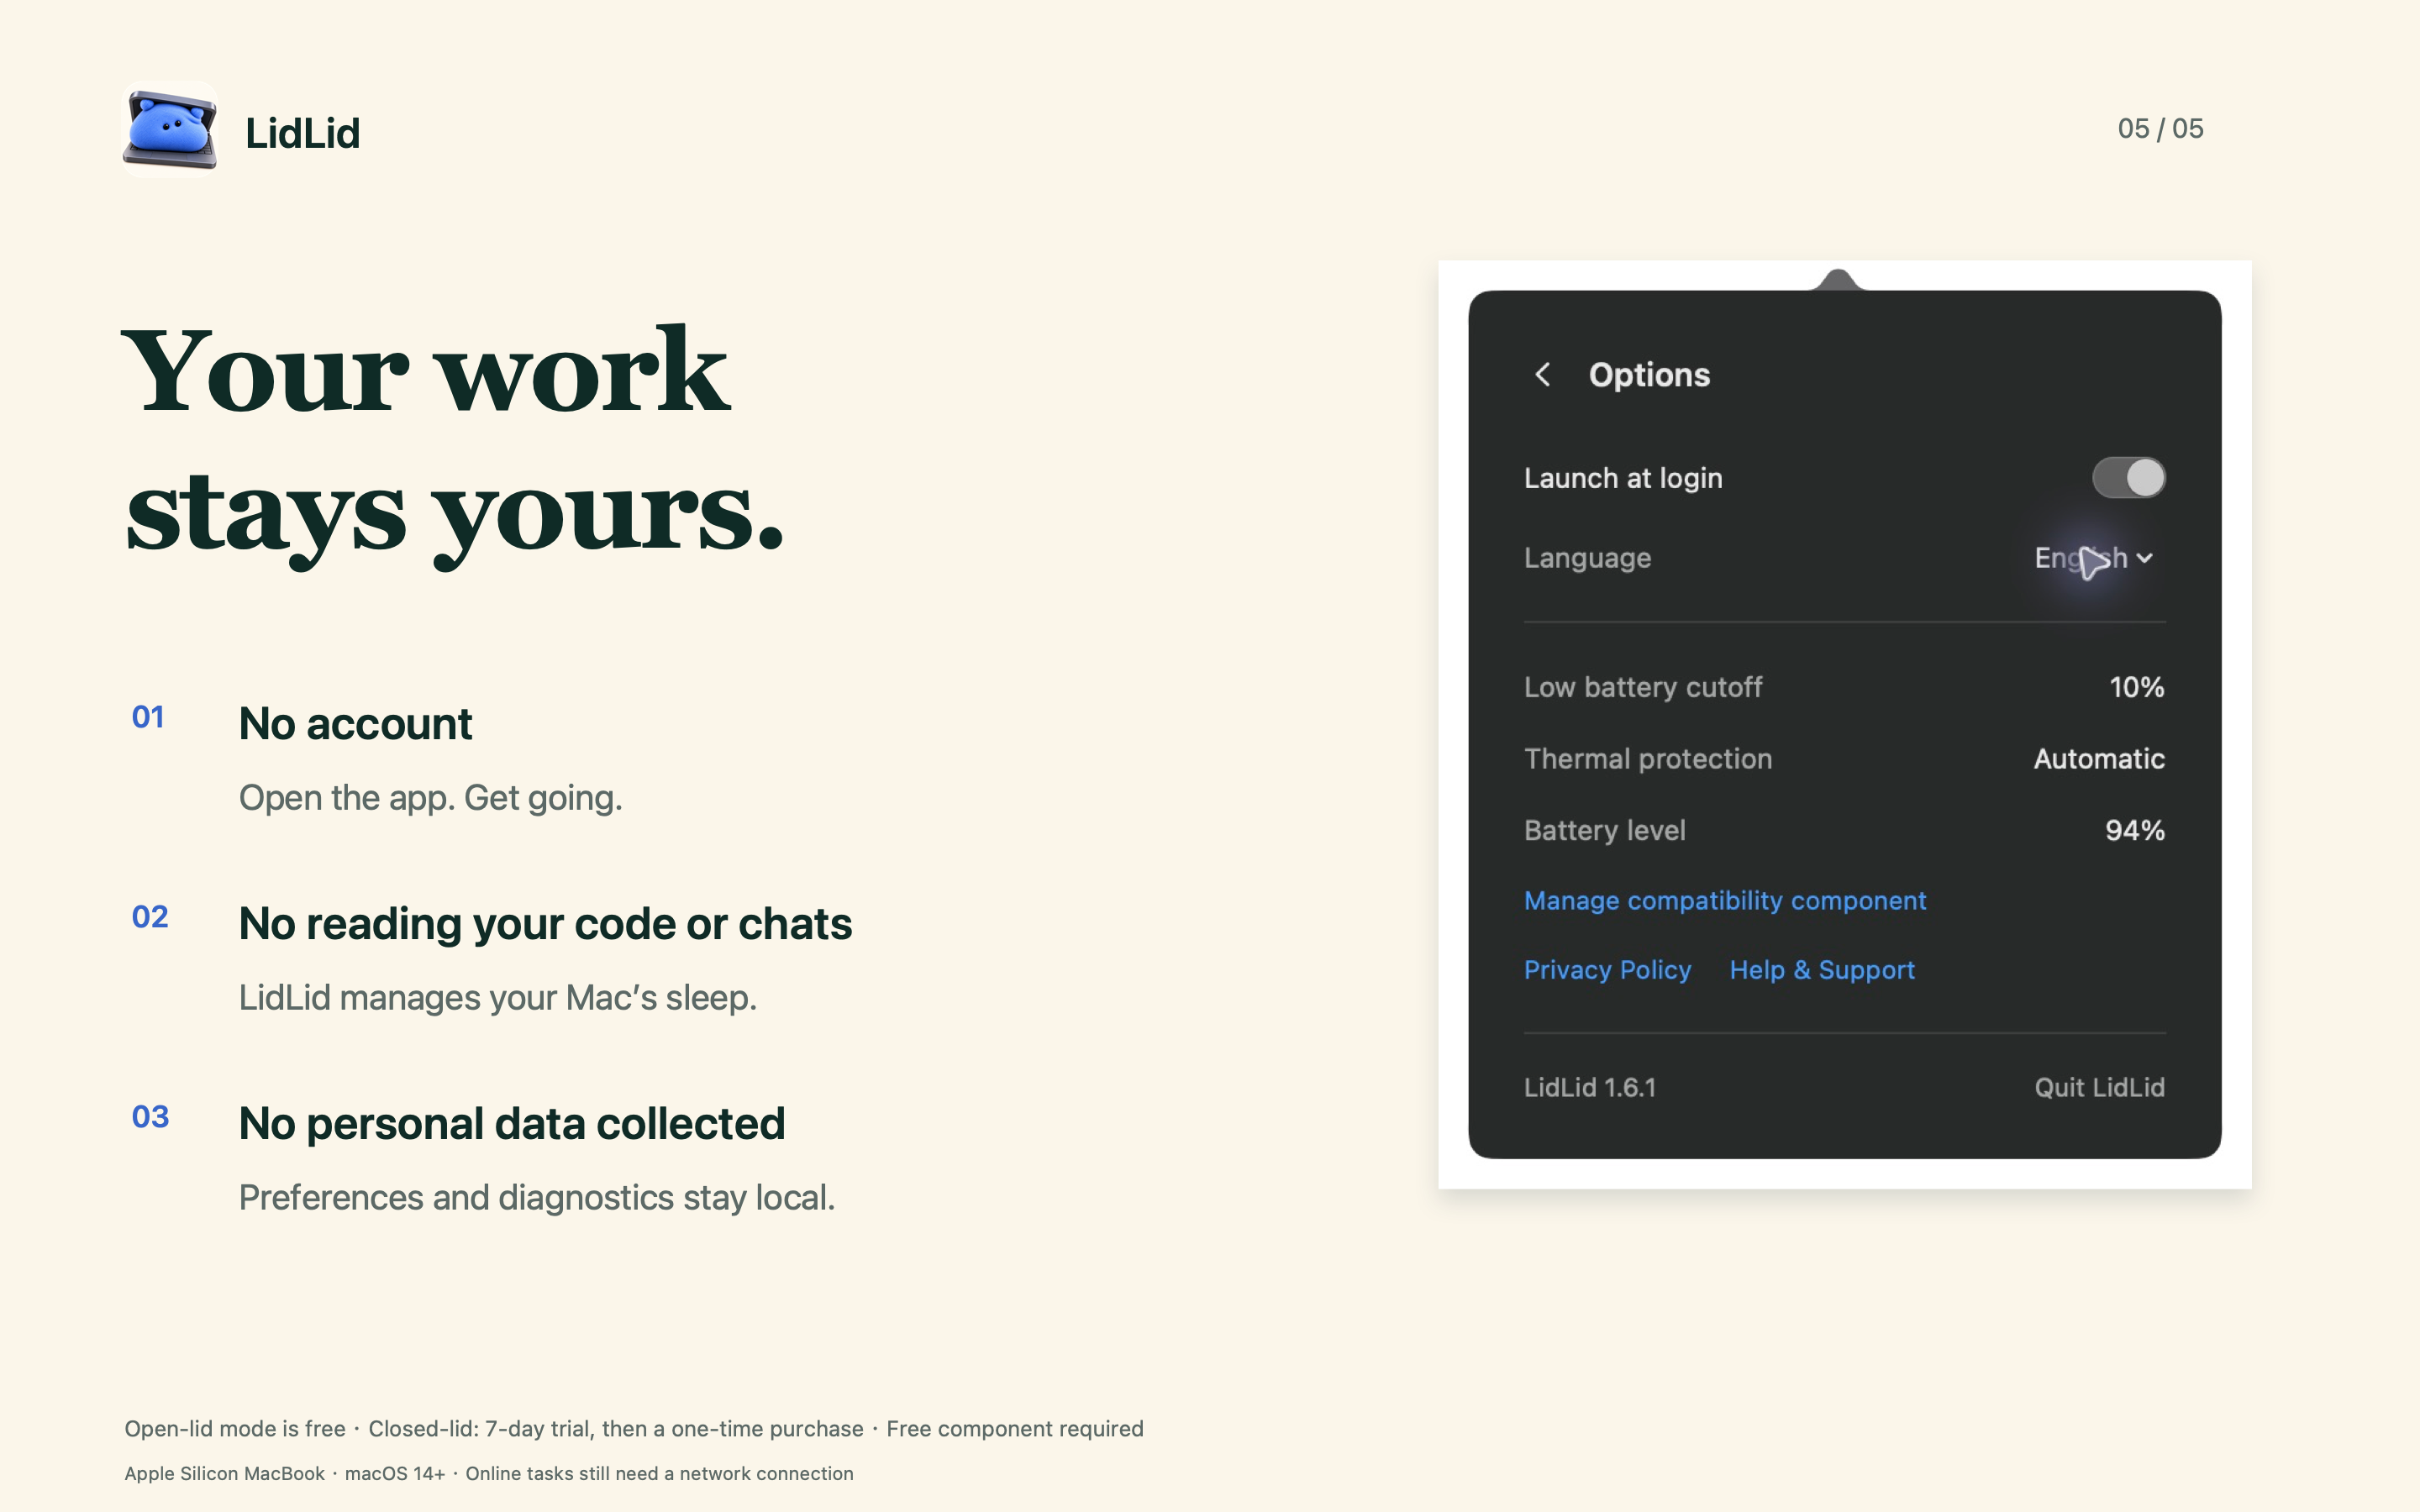 LidLid
05 / 05
Your work
stays yours.
01
No account
Open the app. Get going.
02
No reading your code or chats
LidLid manages your Mac’s sleep.
03
No personal data collected
Preferences and diagnostics stay local.
Options
Launch at login
Language English
Low battery cutoff 10%
Thermal protection Automatic
Battery level 94%
Manage compatibility component
Privacy Policy Help & Support
LidLid 1.6.1 Quit LidLid
Open-lid mode is free · Closed-lid: 7-day trial, then a one-time purchase · Free component required
Apple Silicon MacBook · macOS 14+ · Online tasks still need a network connection